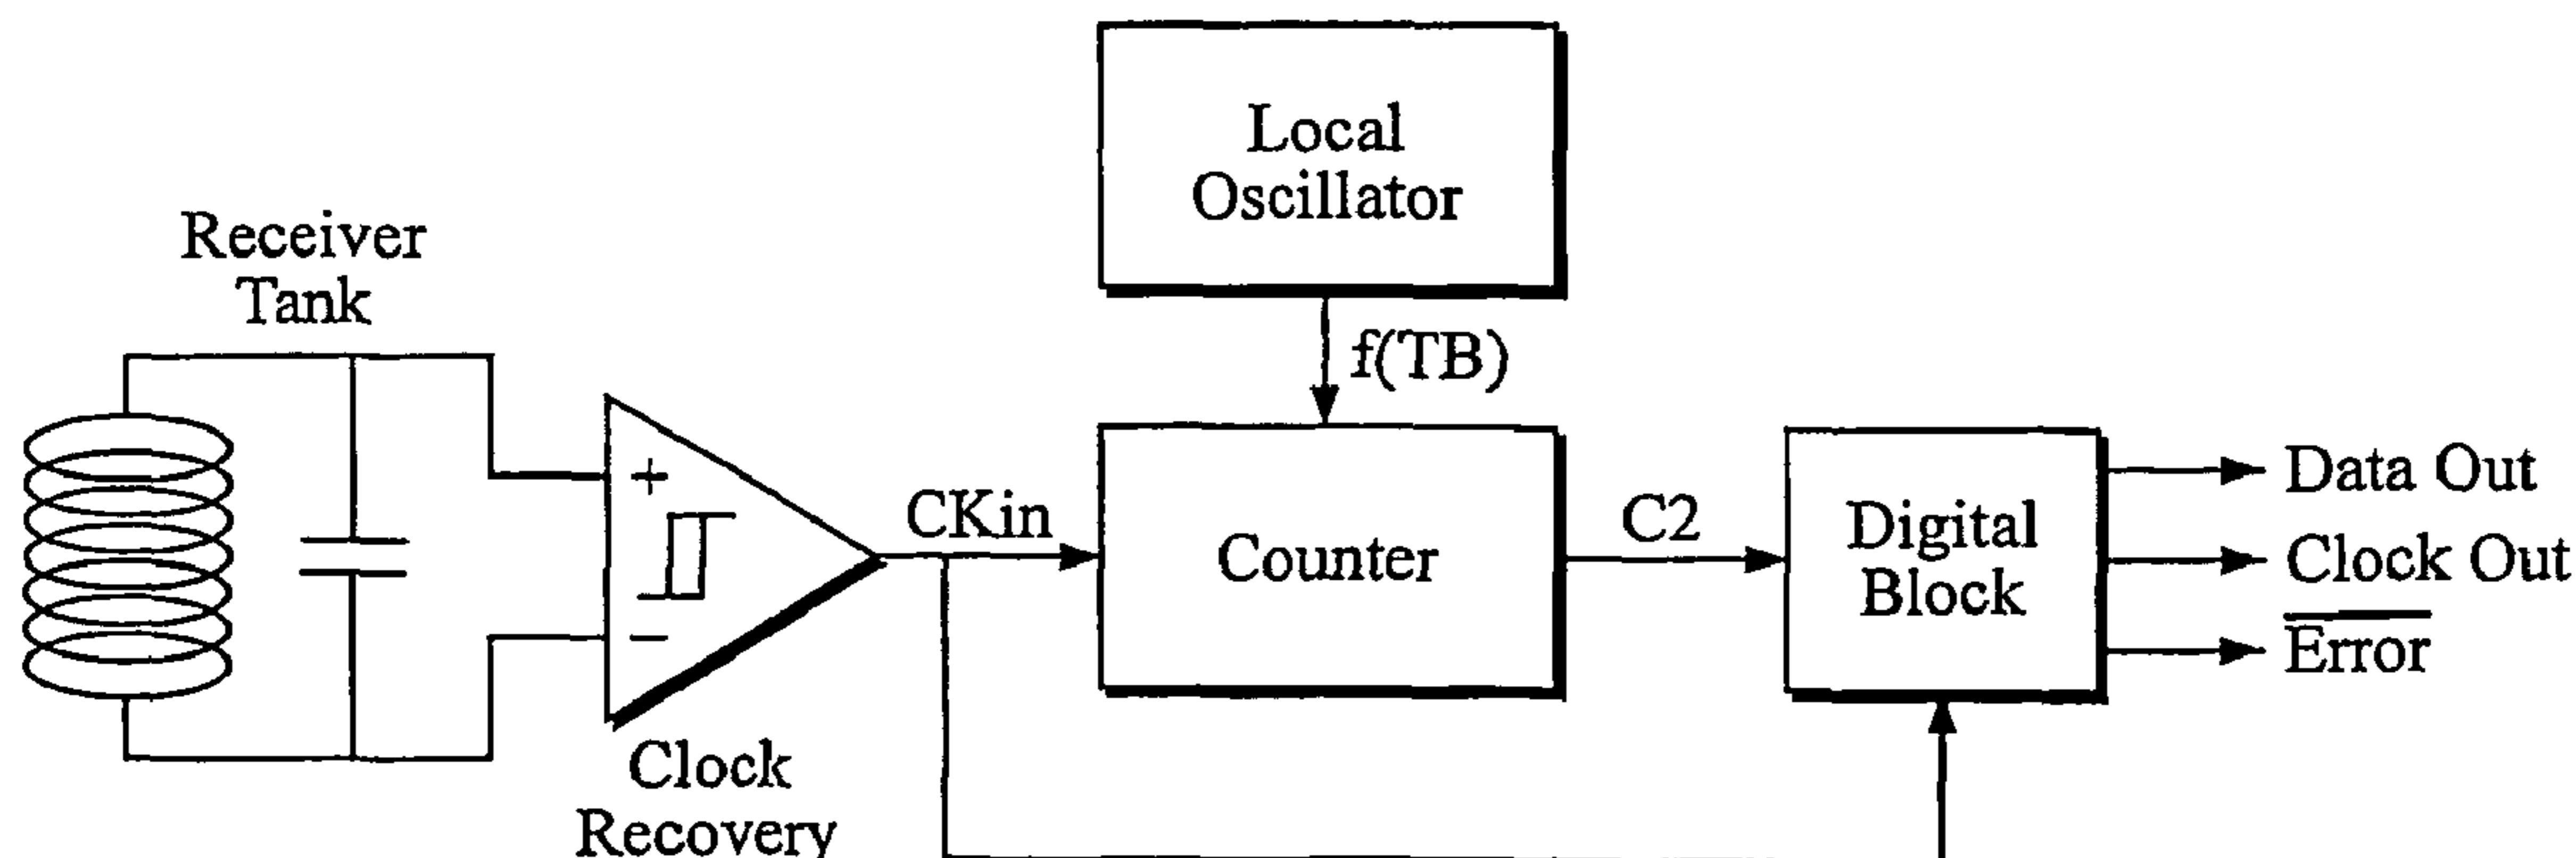 Local
Oscillator
Receiver
Tank
f(TB)
+
CKin
Counter
C2
Digital
Block
Data Out
Clock Out
Error
−
Clock
Recovery